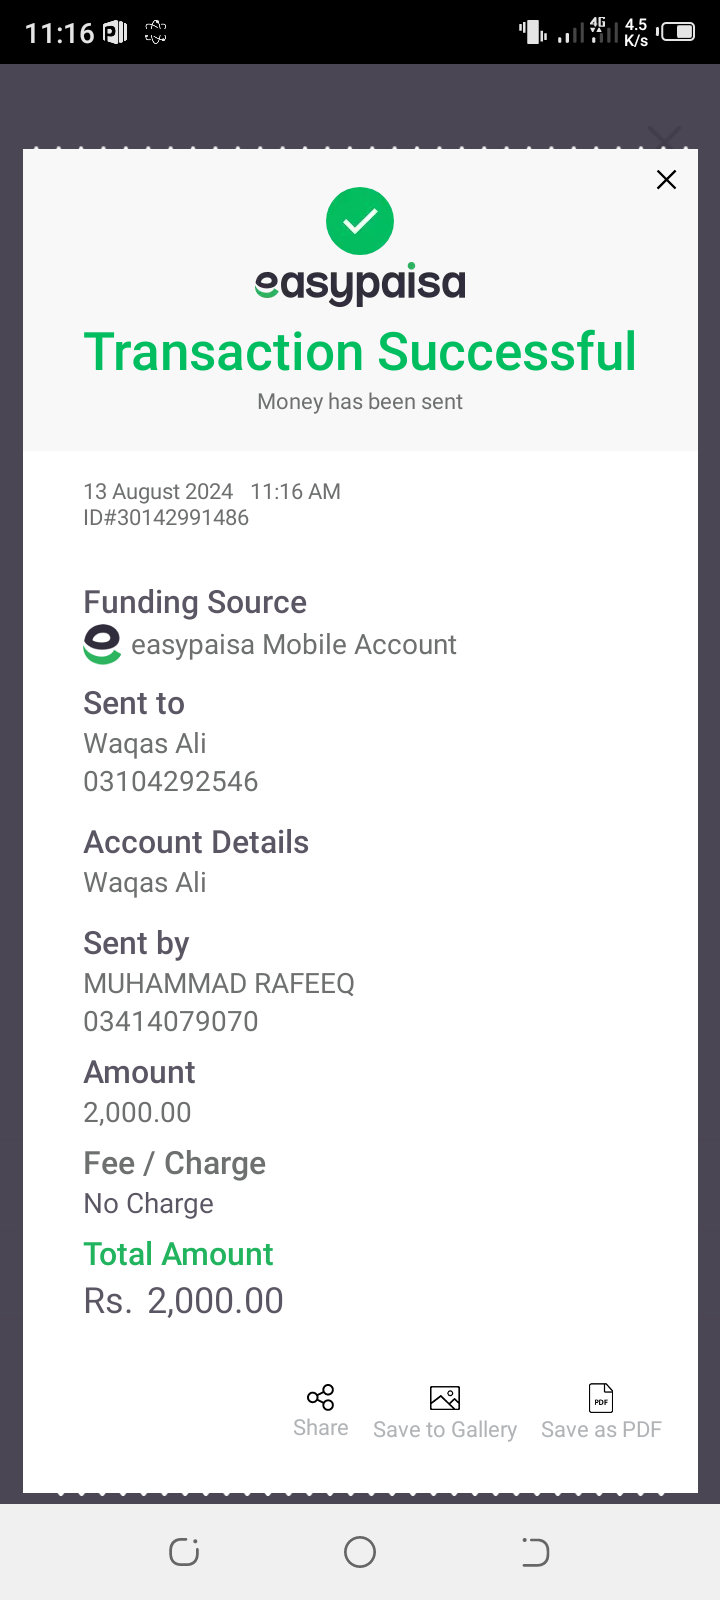 11:16
4G 4.5 K/s
easypaisa
Transaction Successful
Money has been sent
13 August 2024 11:16 AM
ID#30142991486
Funding Source
easypaisa Mobile Account
Sent to
Waqas Ali
03104292546
Account Details
Waqas Ali
Sent by
MUHAMMAD RAFEEQ
03414079070
Amount
2,000.00
Fee / Charge
No Charge
Total Amount
Rs. 2,000.00
PDF
Share Save to Gallery Save as PDF